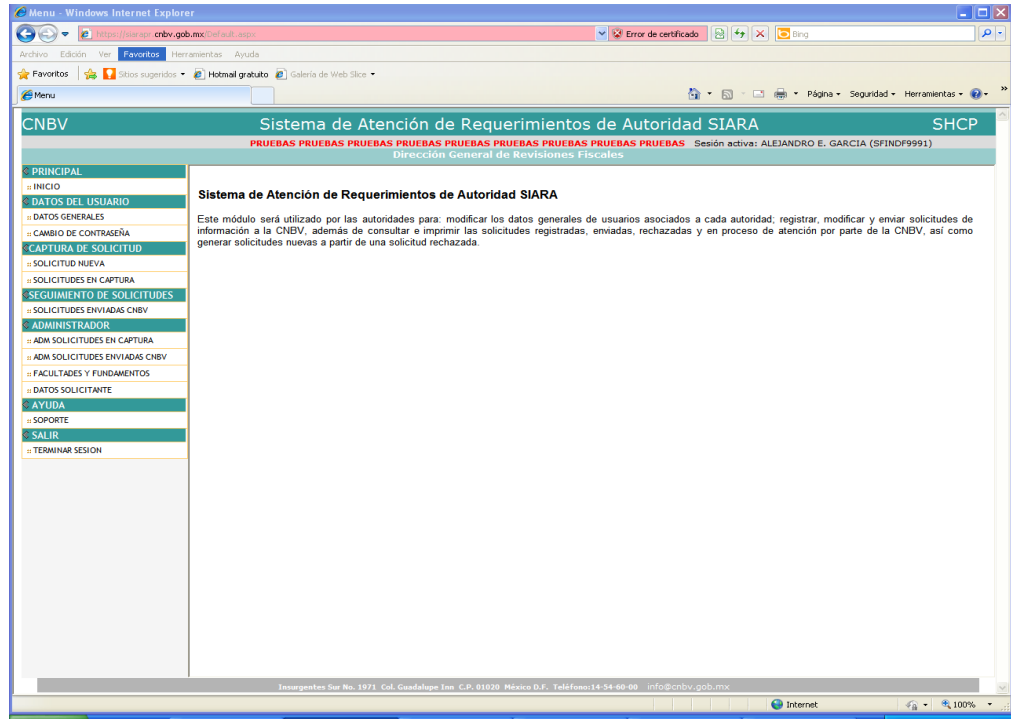 Menu - Windows Internet Explorer
https://siarapr.cnbv.gob.mx/Default.aspx Error de certificado Bing
Archivo Edición Ver Favoritos Herramientas Ayuda
Favoritos Sitios sugeridos Hotmail gratuito Galería de Web Slice
Menu Página Seguridad Herramientas »
CNBV Sistema de Atención de Requerimientos de Autoridad SIARA SHCP
PRUEBAS PRUEBAS PRUEBAS PRUEBAS PRUEBAS PRUEBAS PRUEBAS PRUEBAS PRUEBAS Sesión activa: ALEJANDRO E. GARCIA (SFINDF9991)
Dirección General de Revisiones Fiscales
PRINCIPAL
:: INICIO
DATOS DEL USUARIO
:: DATOS GENERALES
:: CAMBIO DE CONTRASEÑA
CAPTURA DE SOLICITUD
:: SOLICITUD NUEVA
:: SOLICITUDES EN CAPTURA
SEGUIMIENTO DE SOLICITUDES
:: SOLICITUDES ENVIADAS CNBV
ADMINISTRADOR
:: ADM SOLICITUDES EN CAPTURA
:: ADM SOLICITUDES ENVIADAS CNBV
:: FACULTADES Y FUNDAMENTOS
:: DATOS SOLICITANTE
AYUDA
:: SOPORTE
SALIR
:: TERMINAR SESION
Sistema de Atención de Requerimientos de Autoridad SIARA
Este módulo será utilizado por las autoridades para: modificar los datos generales de usuarios asociados a cada autoridad; registrar, modificar y enviar solicitudes de
información a la CNBV, además de consultar e imprimir las solicitudes registradas, enviadas, rechazadas y en proceso de atención por parte de la CNBV, así como
generar solicitudes nuevas a partir de una solicitud rechazada.
Insurgentes Sur No. 1971 Col. Guadalupe Inn C.P. 01020 México D.F. Teléfono:14-54-60-00 info@cnbv.gob.mx
Internet 100%